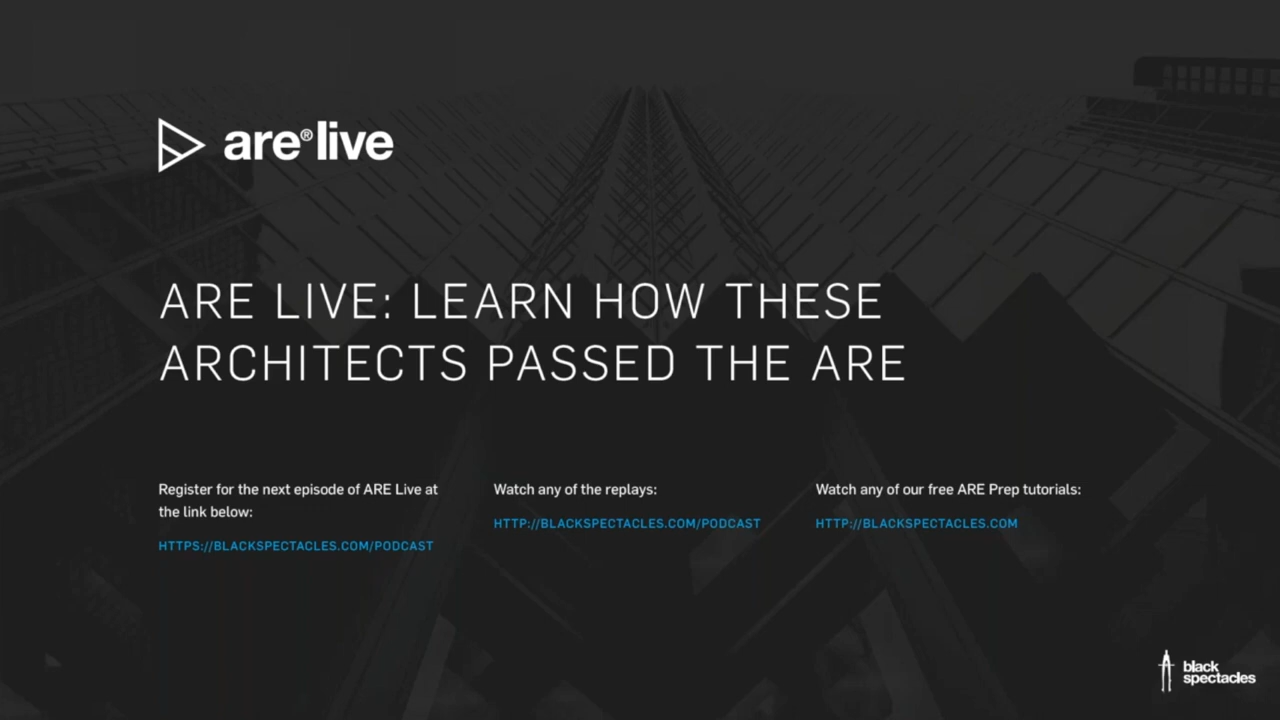 are® live
ARE LIVE: LEARN HOW THESE
ARCHITECTS PASSED THE ARE
Register for the next episode of ARE Live at
the link below:
HTTPS://BLACKSPECTACLES.COM/PODCAST
Watch any of the replays:
HTTP://BLACKSPECTACLES.COM/PODCAST
Watch any of our free ARE Prep tutorials:
HTTP://BLACKSPECTACLES.COM
black
spectacles